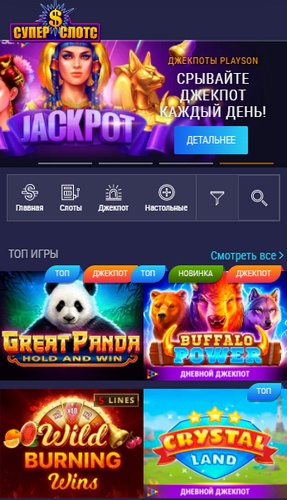 СУПЕР СЛОТС
ДЖЕКПОТЫ PLAYSON
СРЫВАЙТЕ
ДЖЕКПОТ
КАЖДЫЙ ДЕНЬ!
JACKPOT
ДЕТАЛЬНЕЕ
Главная
Слоты
Джекпот
Настольные
ТОП ИГРЫ
Смотреть все
ТОП
ДЖЕКПОТ
ТОП
НОВИНКА
ДЖЕКПОТ
GREAT PANDA
HOLD AND WIN
BUFFALO
POWER
ДНЕВНОЙ ДЖЕКПОТ
5 LINES
Wild
BURNING
Wins
ТОП
CRYSTAL
LAND
ДНЕВНОЙ ДЖЕКПОТ